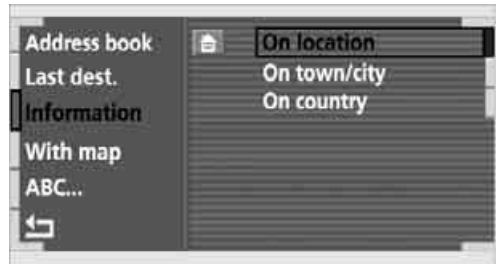 Address book
Last dest.
Information
With map
ABC...
On location
On town/city
On country